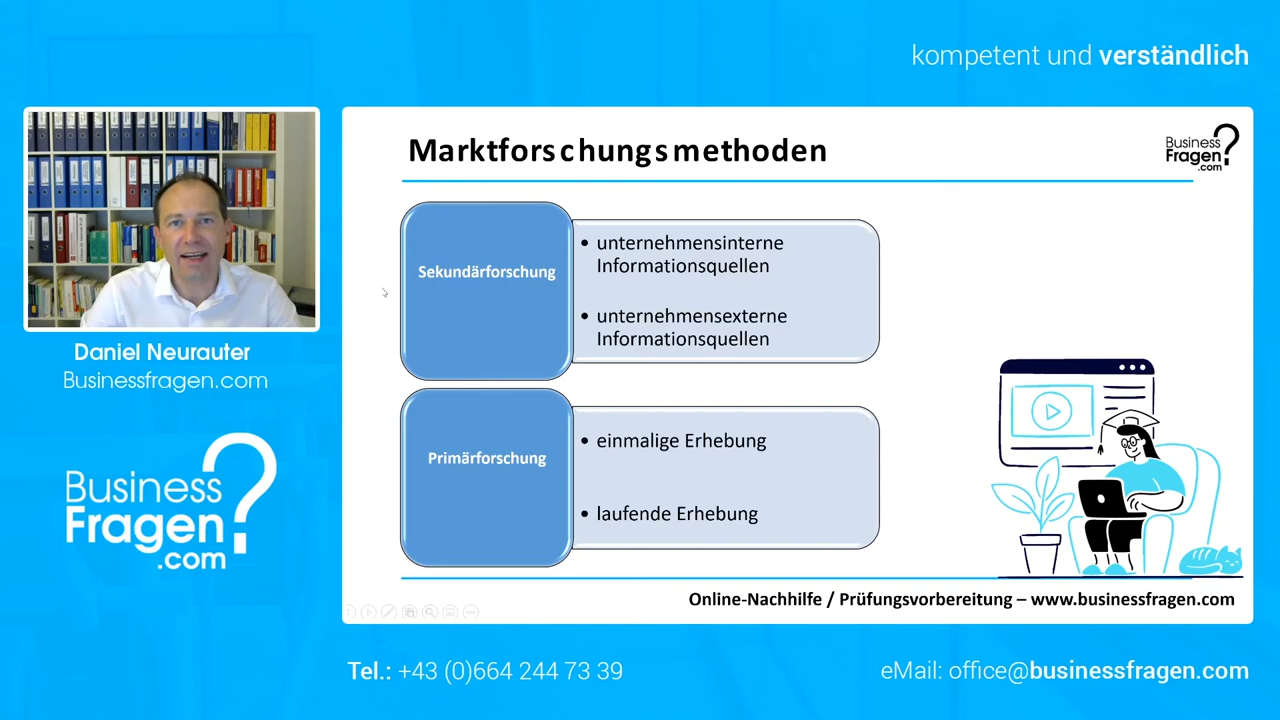 kompetent und verständlich
Marktforschungsmethoden
Business
Fragen
.com
Sekundärforschung
• unternehmensinterne
Informationsquellen
• unternehmensexterne
Informationsquellen
Primärforschung
• einmalige Erhebung
• laufende Erhebung
Online-Nachhilfe / Prüfungsvorbereitung – www.businessfragen.com
Daniel Neurauter
Businessfragen.com
Business
Fragen
.com
Tel.: +43 (0)664 244 73 39
eMail: office@businessfragen.com